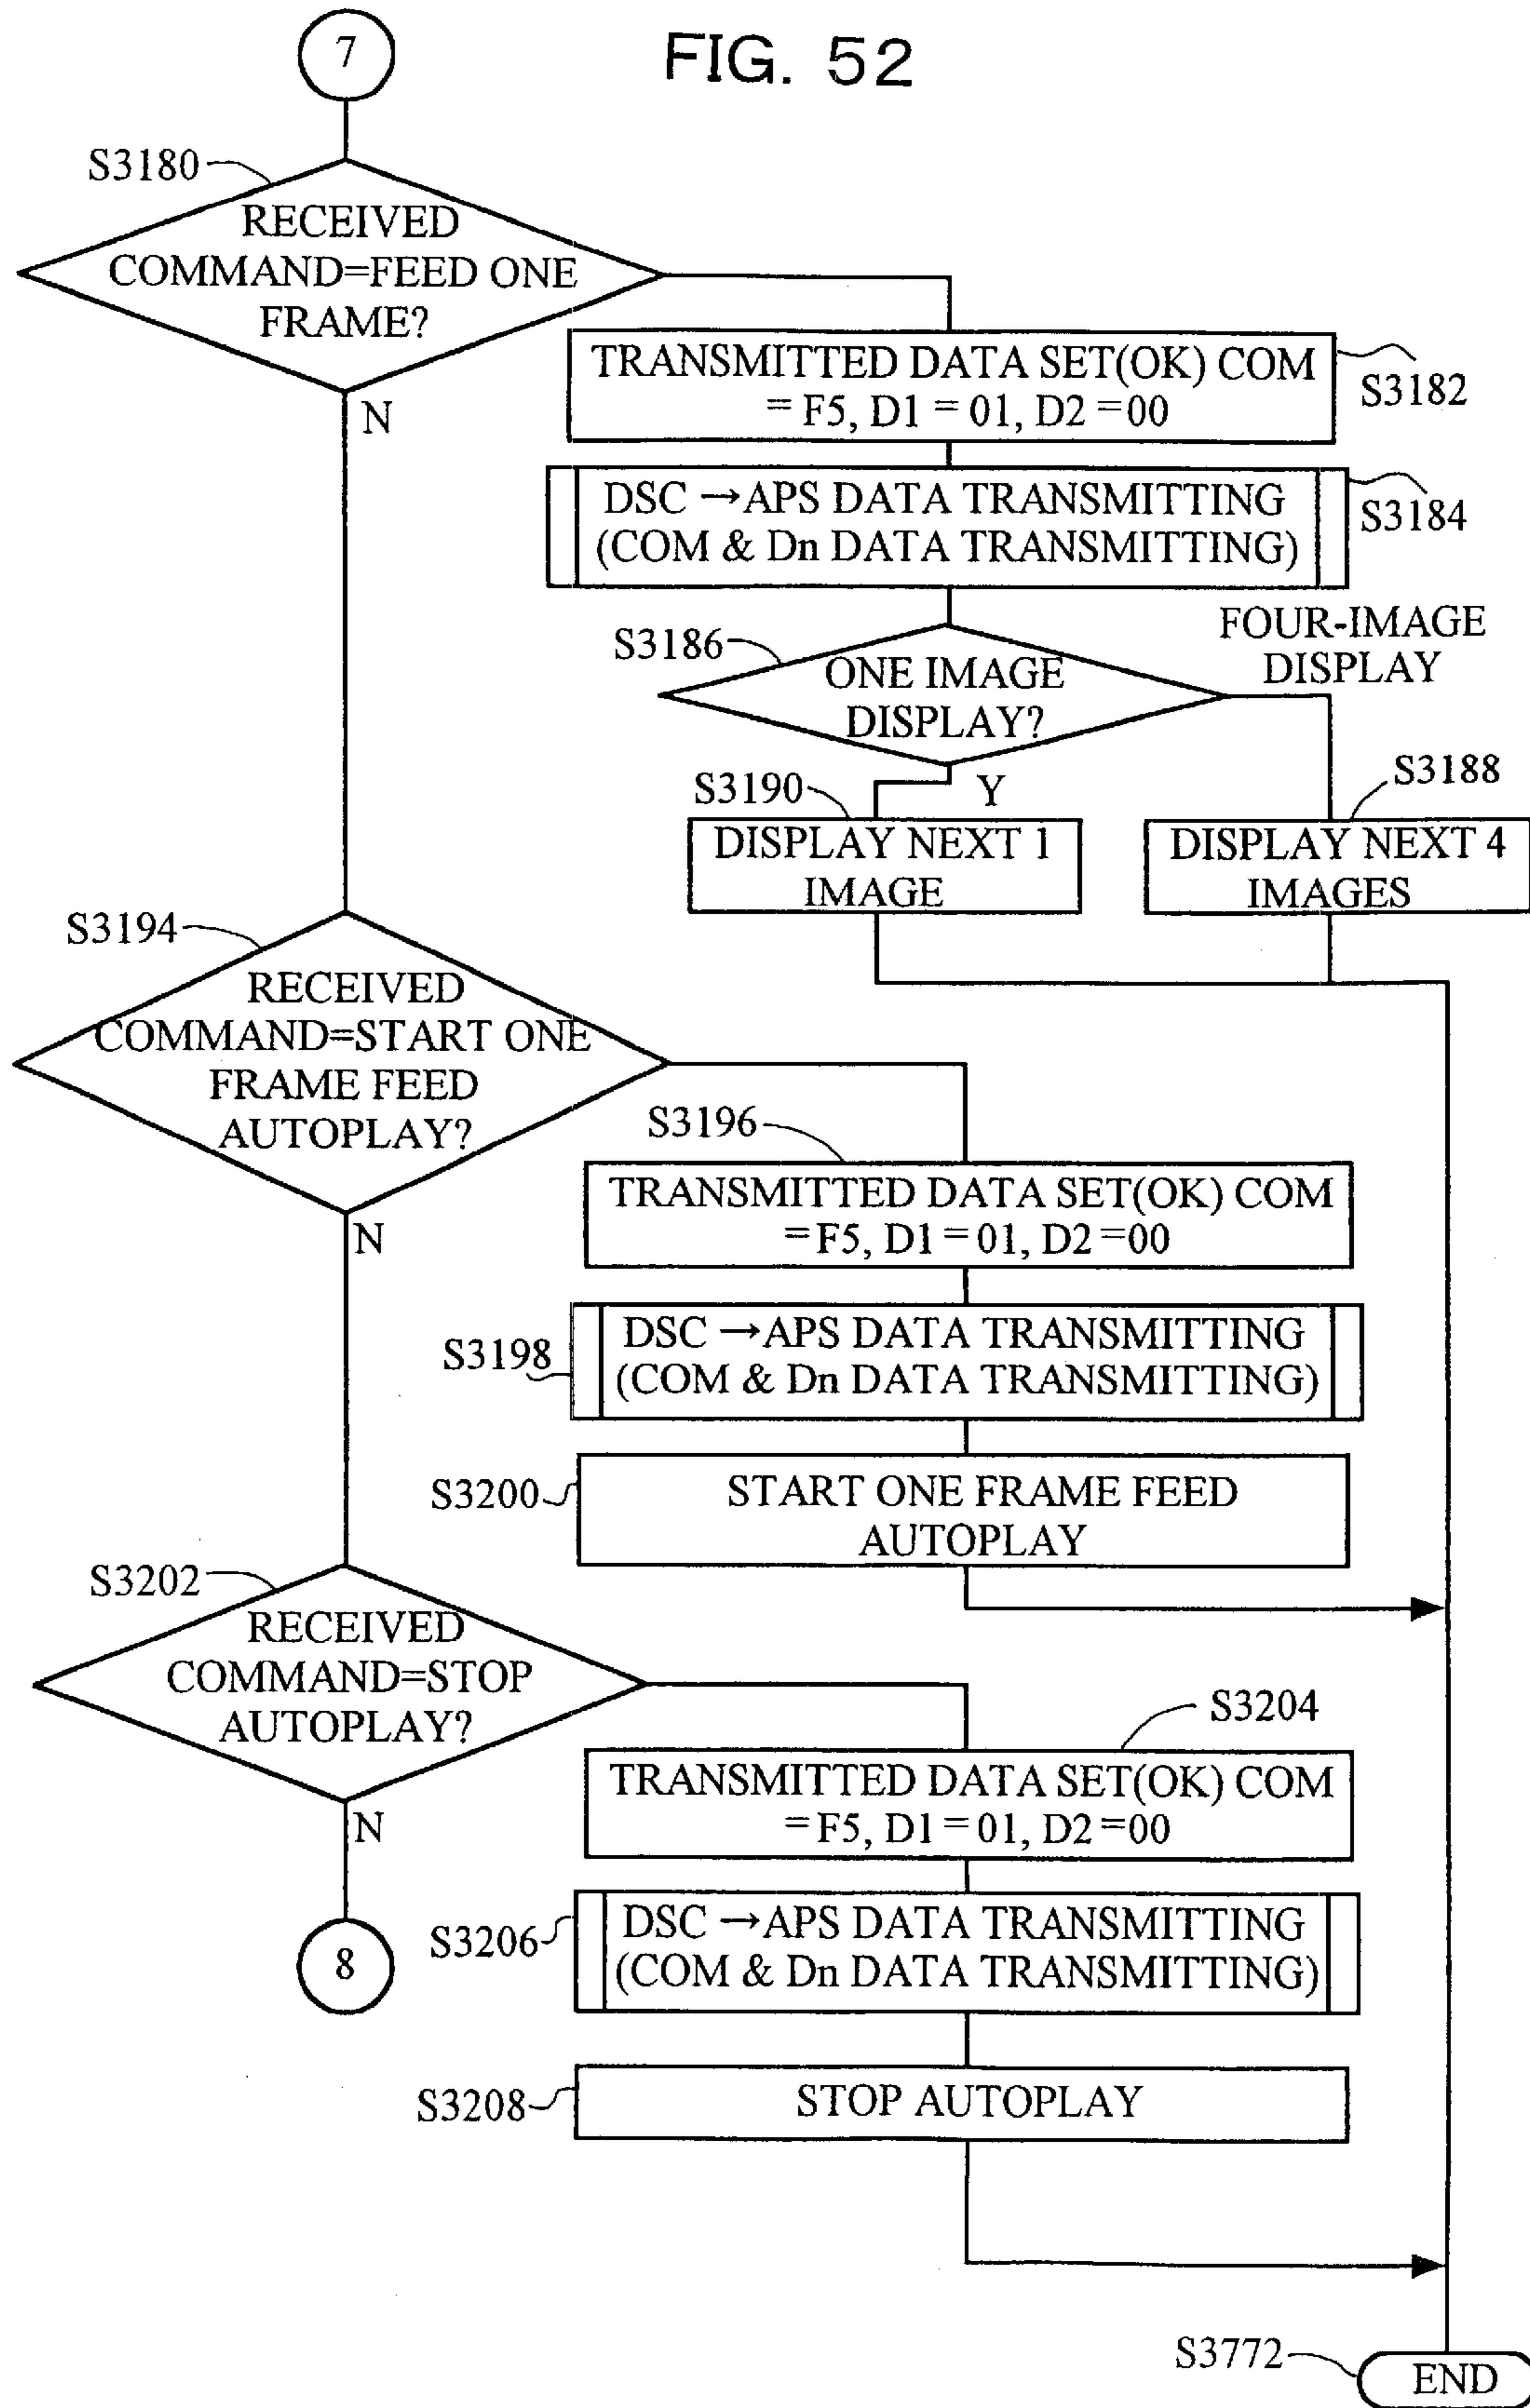 FIG. 52
7
S3180
RECEIVED
COMMAND=FEED ONE
FRAME?
N
TRANSMITTED DATA SET(OK) COM
= F5, D1 = 01, D2 =00
S3182
DSC →APS DATA TRANSMITTING
(COM & Dn DATA TRANSMITTING)
S3184
S3186
ONE IMAGE
DISPLAY?
FOUR-IMAGE
DISPLAY
Y
S3190
DISPLAY NEXT 1
IMAGE
S3188
DISPLAY NEXT 4
IMAGES
S3194
RECEIVED
COMMAND=START ONE
FRAME FEED
AUTOPLAY?
N
S3196
TRANSMITTED DATA SET(OK) COM
=F5, D1 = 01, D2 =00
S3198
DSC →APS DATA TRANSMITTING
(COM & Dn DATA TRANSMITTING)
S3200
START ONE FRAME FEED
AUTOPLAY
S3202
RECEIVED
COMMAND=STOP
AUTOPLAY?
N
8
S3204
TRANSMITTED DATA SET(OK) COM
=F5, D1 = 01, D2 =00
S3206
DSC →APS DATA TRANSMITTING
(COM & Dn DATA TRANSMITTING)
S3208
STOP AUTOPLAY
S3772
END